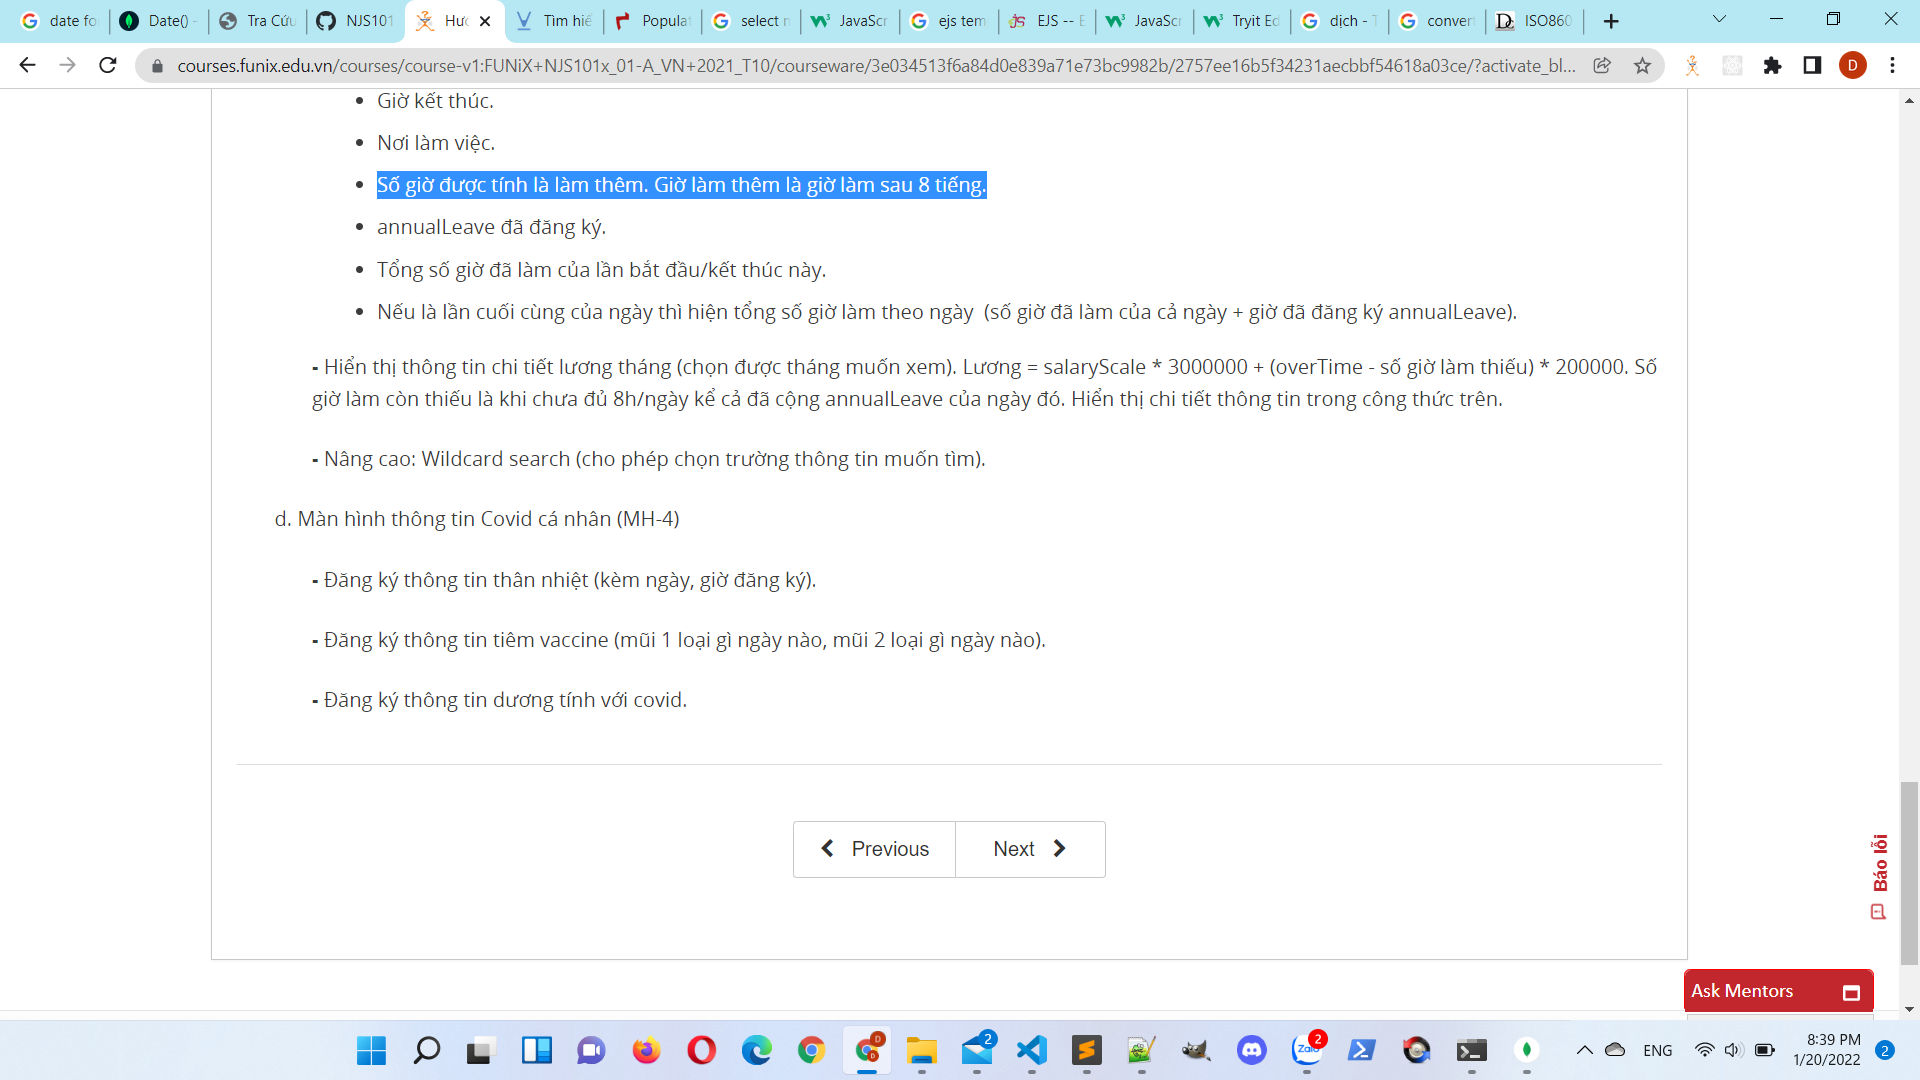 date fo
Date() -
Tra Cứu
NJS101
Hướ
Tìm hiể
Populat
select n
JavaScr
ejs tem
EJS -- E
JavaScr
Tryit Ed
dịch - T
convert
ISO860
courses.funix.edu.vn/courses/course-v1:FUNiX+NJS101x_01-A_VN+2021_T10/courseware/3e034513f6a84d0e839a71e73bc9982b/2757ee16b5f34231aecbbf54618a03ce/?activate_bl...
D
• Giờ kết thúc.
• Nơi làm việc.
• Số giờ được tính là làm thêm. Giờ làm thêm là giờ làm sau 8 tiếng.
• annualLeave đã đăng ký.
• Tổng số giờ đã làm của lần bắt đầu/kết thúc này.
• Nếu là lần cuối cùng của ngày thì hiện tổng số giờ làm theo ngày (số giờ đã làm của cả ngày + giờ đã đăng ký annualLeave).
- Hiển thị thông tin chi tiết lương tháng (chọn được tháng muốn xem). Lương = salaryScale * 3000000 + (overTime - số giờ làm thiếu) * 200000. Số
giờ làm còn thiếu là khi chưa đủ 8h/ngày kể cả đã cộng annualLeave của ngày đó. Hiển thị chi tiết thông tin trong công thức trên.
- Nâng cao: Wildcard search (cho phép chọn trường thông tin muốn tìm).
d. Màn hình thông tin Covid cá nhân (MH-4)
- Đăng ký thông tin thân nhiệt (kèm ngày, giờ đăng ký).
- Đăng ký thông tin tiêm vaccine (mũi 1 loại gì ngày nào, mũi 2 loại gì ngày nào).
- Đăng ký thông tin dương tính với covid.
Previous
Next
Báo lỗi
Ask Mentors
D
D
2
Zalo
2
ENG
8:39 PM
1/20/2022
2